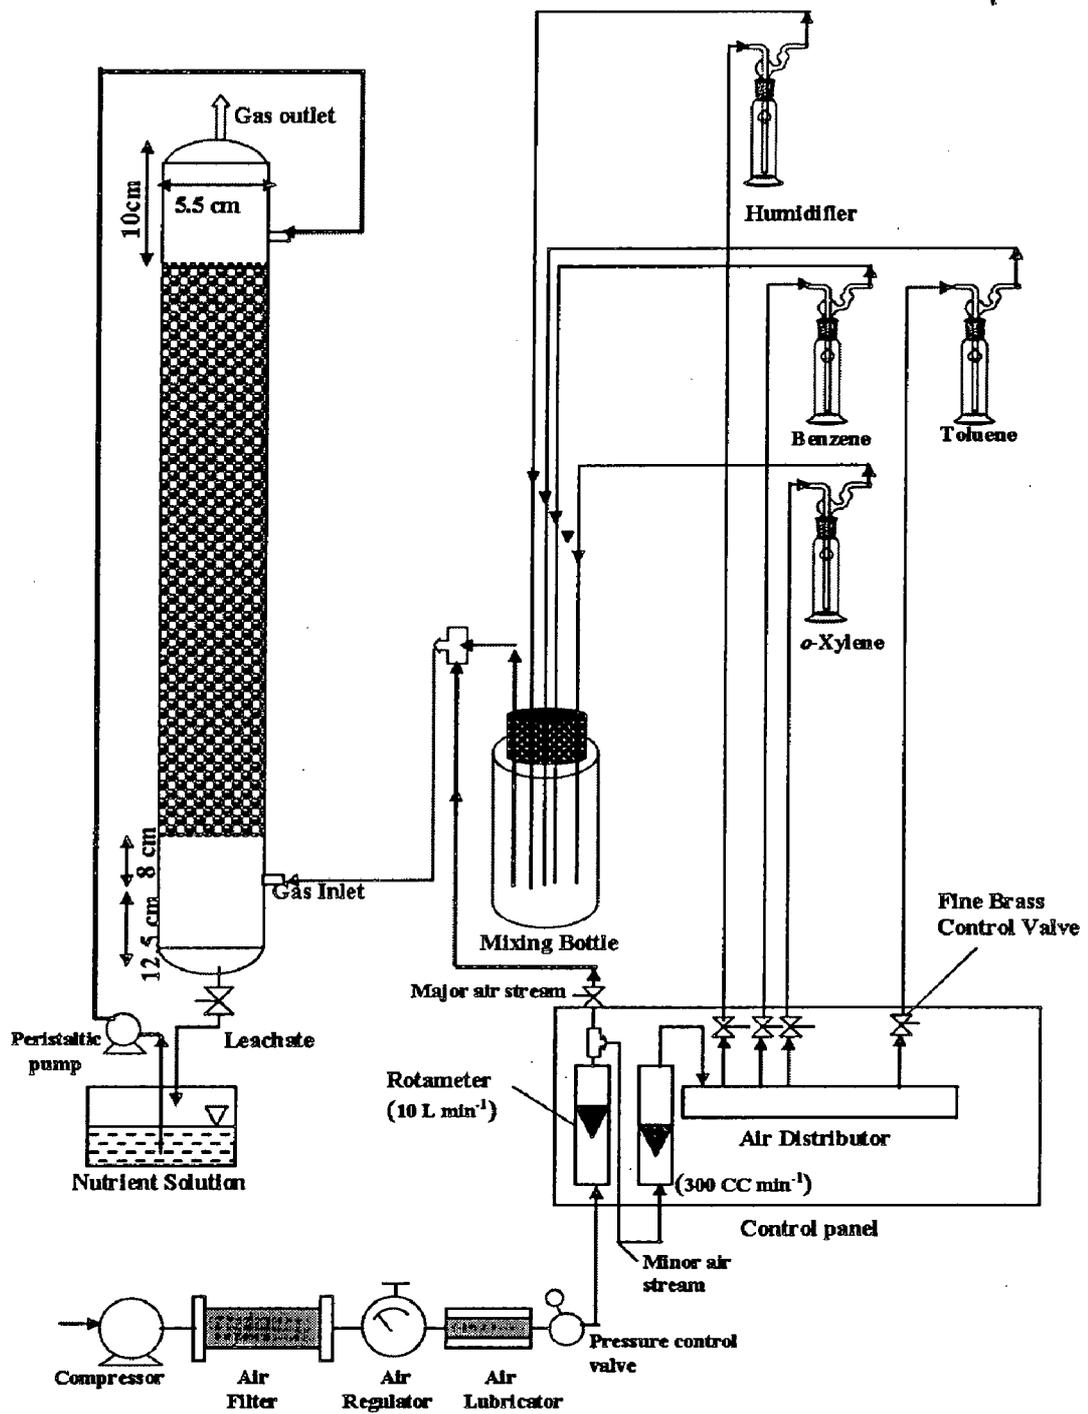 Gas outlet
10cm
5.5 cm
Humidifier
Benzene
Toluene
o-Xylene
8 cm
Gas Inlet
12.5 cm
Mixing Bottle
Fine Brass
Control Valve
Major air stream
Peristaltic
pump
Leachate
Rotameter
(10 L min⁻¹)
Air Distributor
Nutrient Solution
(300 CC min⁻¹)
Control panel
Minor air
stream
Pressure control
valve
Compressor
Air
Filter
Air
Regulator
Air
Lubricator